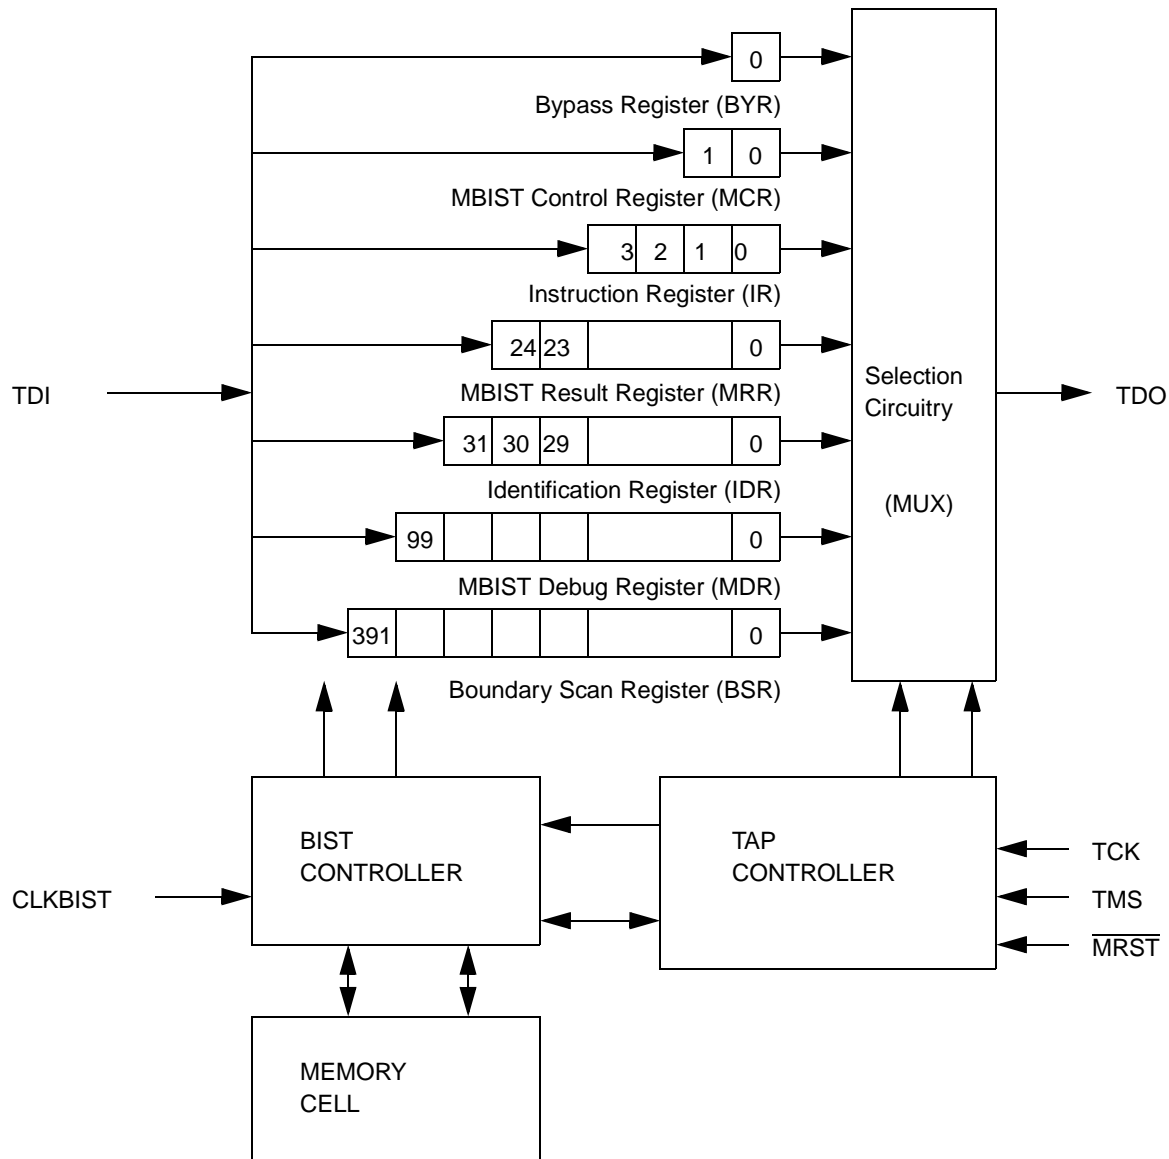 0
Bypass Register (BYR)
1 0
MBIST Control Register (MCR)
3 2 1 0
Instruction Register (IR)
24 23 0
MBIST Result Register (MRR)
31 30 29 0
Identification Register (IDR)
99 0
MBIST Debug Register (MDR)
391 0
Boundary Scan Register (BSR)
TDI
Selection
Circuitry
(MUX)
TDO
BIST
CONTROLLER
TAP
CONTROLLER
CLKBIST
TCK
TMS
MRST
MEMORY
CELL